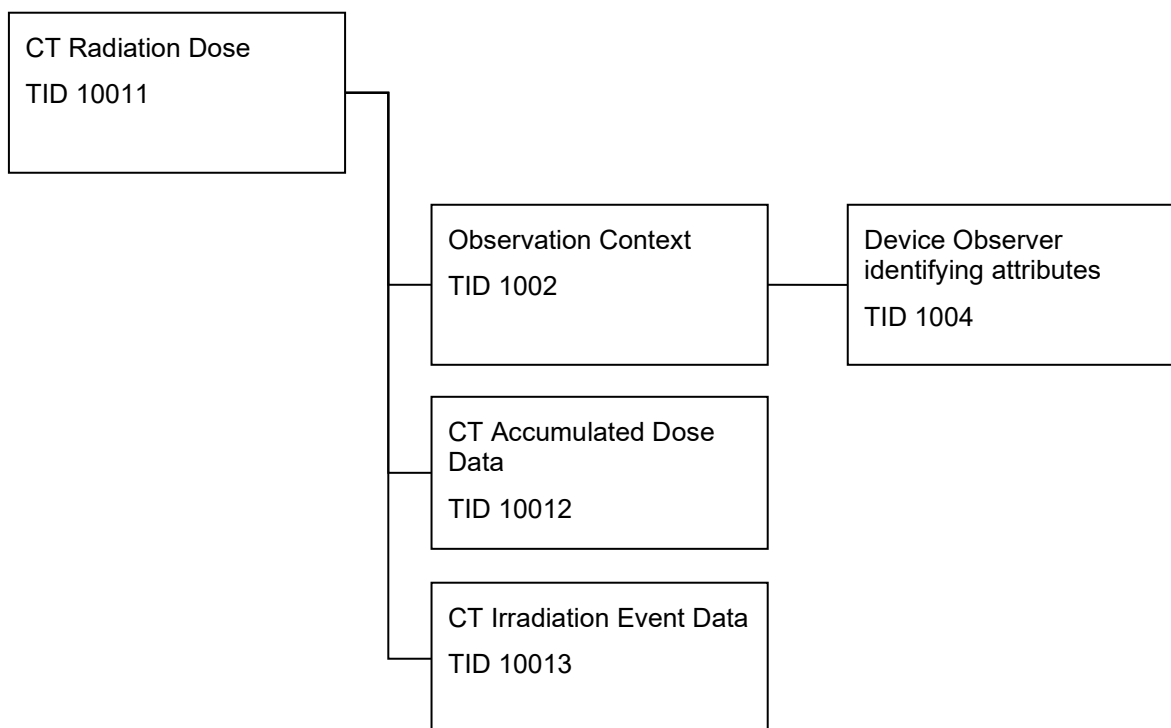 CT Radiation Dose
TID 10011
Observation Context
TID 1002
Device Observer
identifying attributes
TID 1004
CT Accumulated Dose
Data
TID 10012
CT Irradiation Event Data
TID 10013